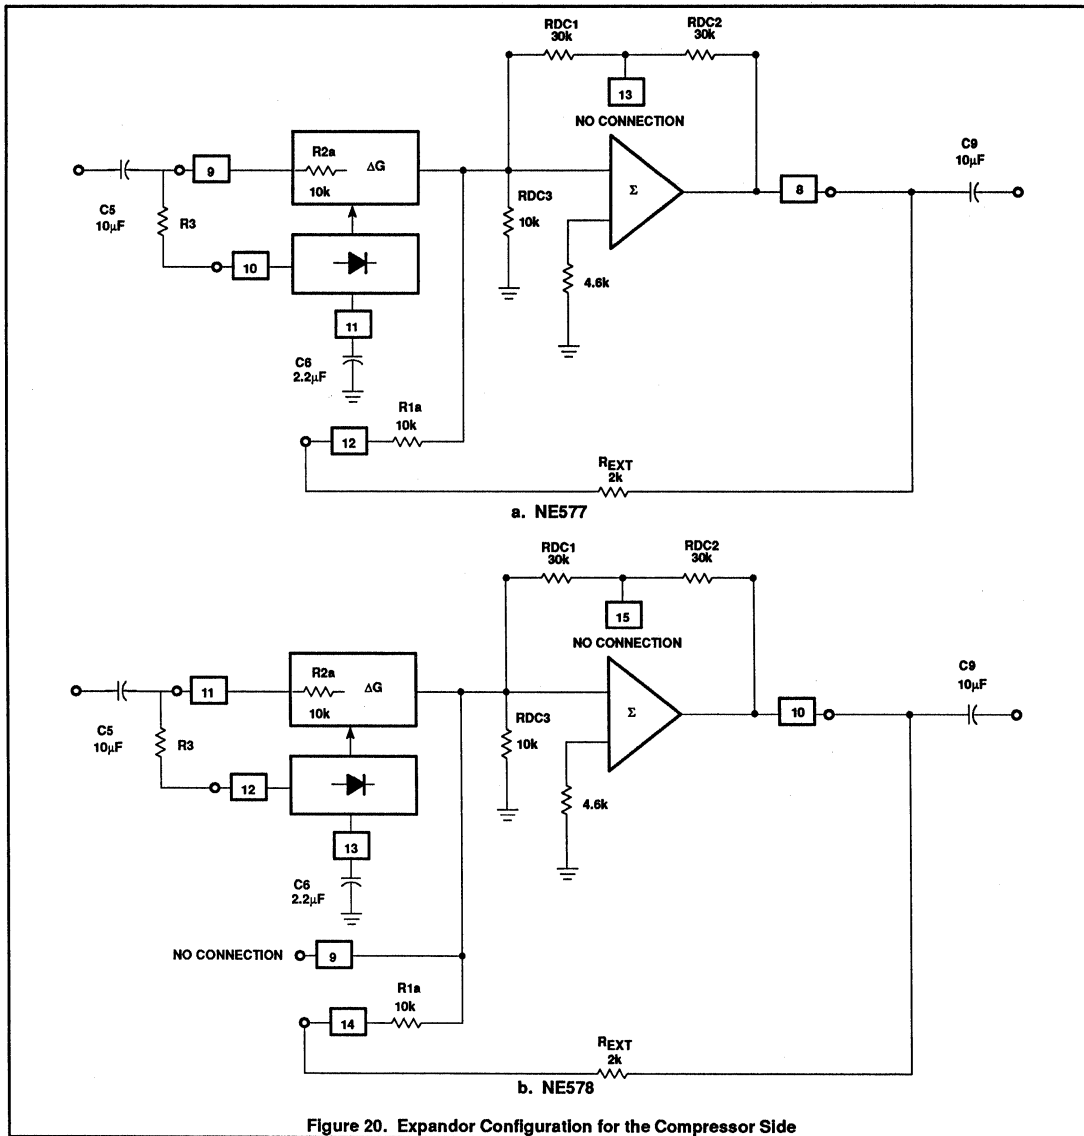 RDC1
30k
RDC2
30k
13
NO CONNECTION
R2a
10k
ΔG
9
C5
10μF
R3
10
11
C6
2.2μF
RDC3
10k
Σ
4.6k
8
C9
10μF
R1a
10k
12
REXT
2k
a. NE577
RDC1
30k
RDC2
30k
15
NO CONNECTION
R2a
10k
ΔG
11
C5
10μF
R3
12
13
C6
2.2μF
RDC3
10k
Σ
4.6k
10
C9
10μF
NO CONNECTION
9
R1a
10k
14
REXT
2k
b. NE578
Figure 20. Expandor Configuration for the Compressor Side